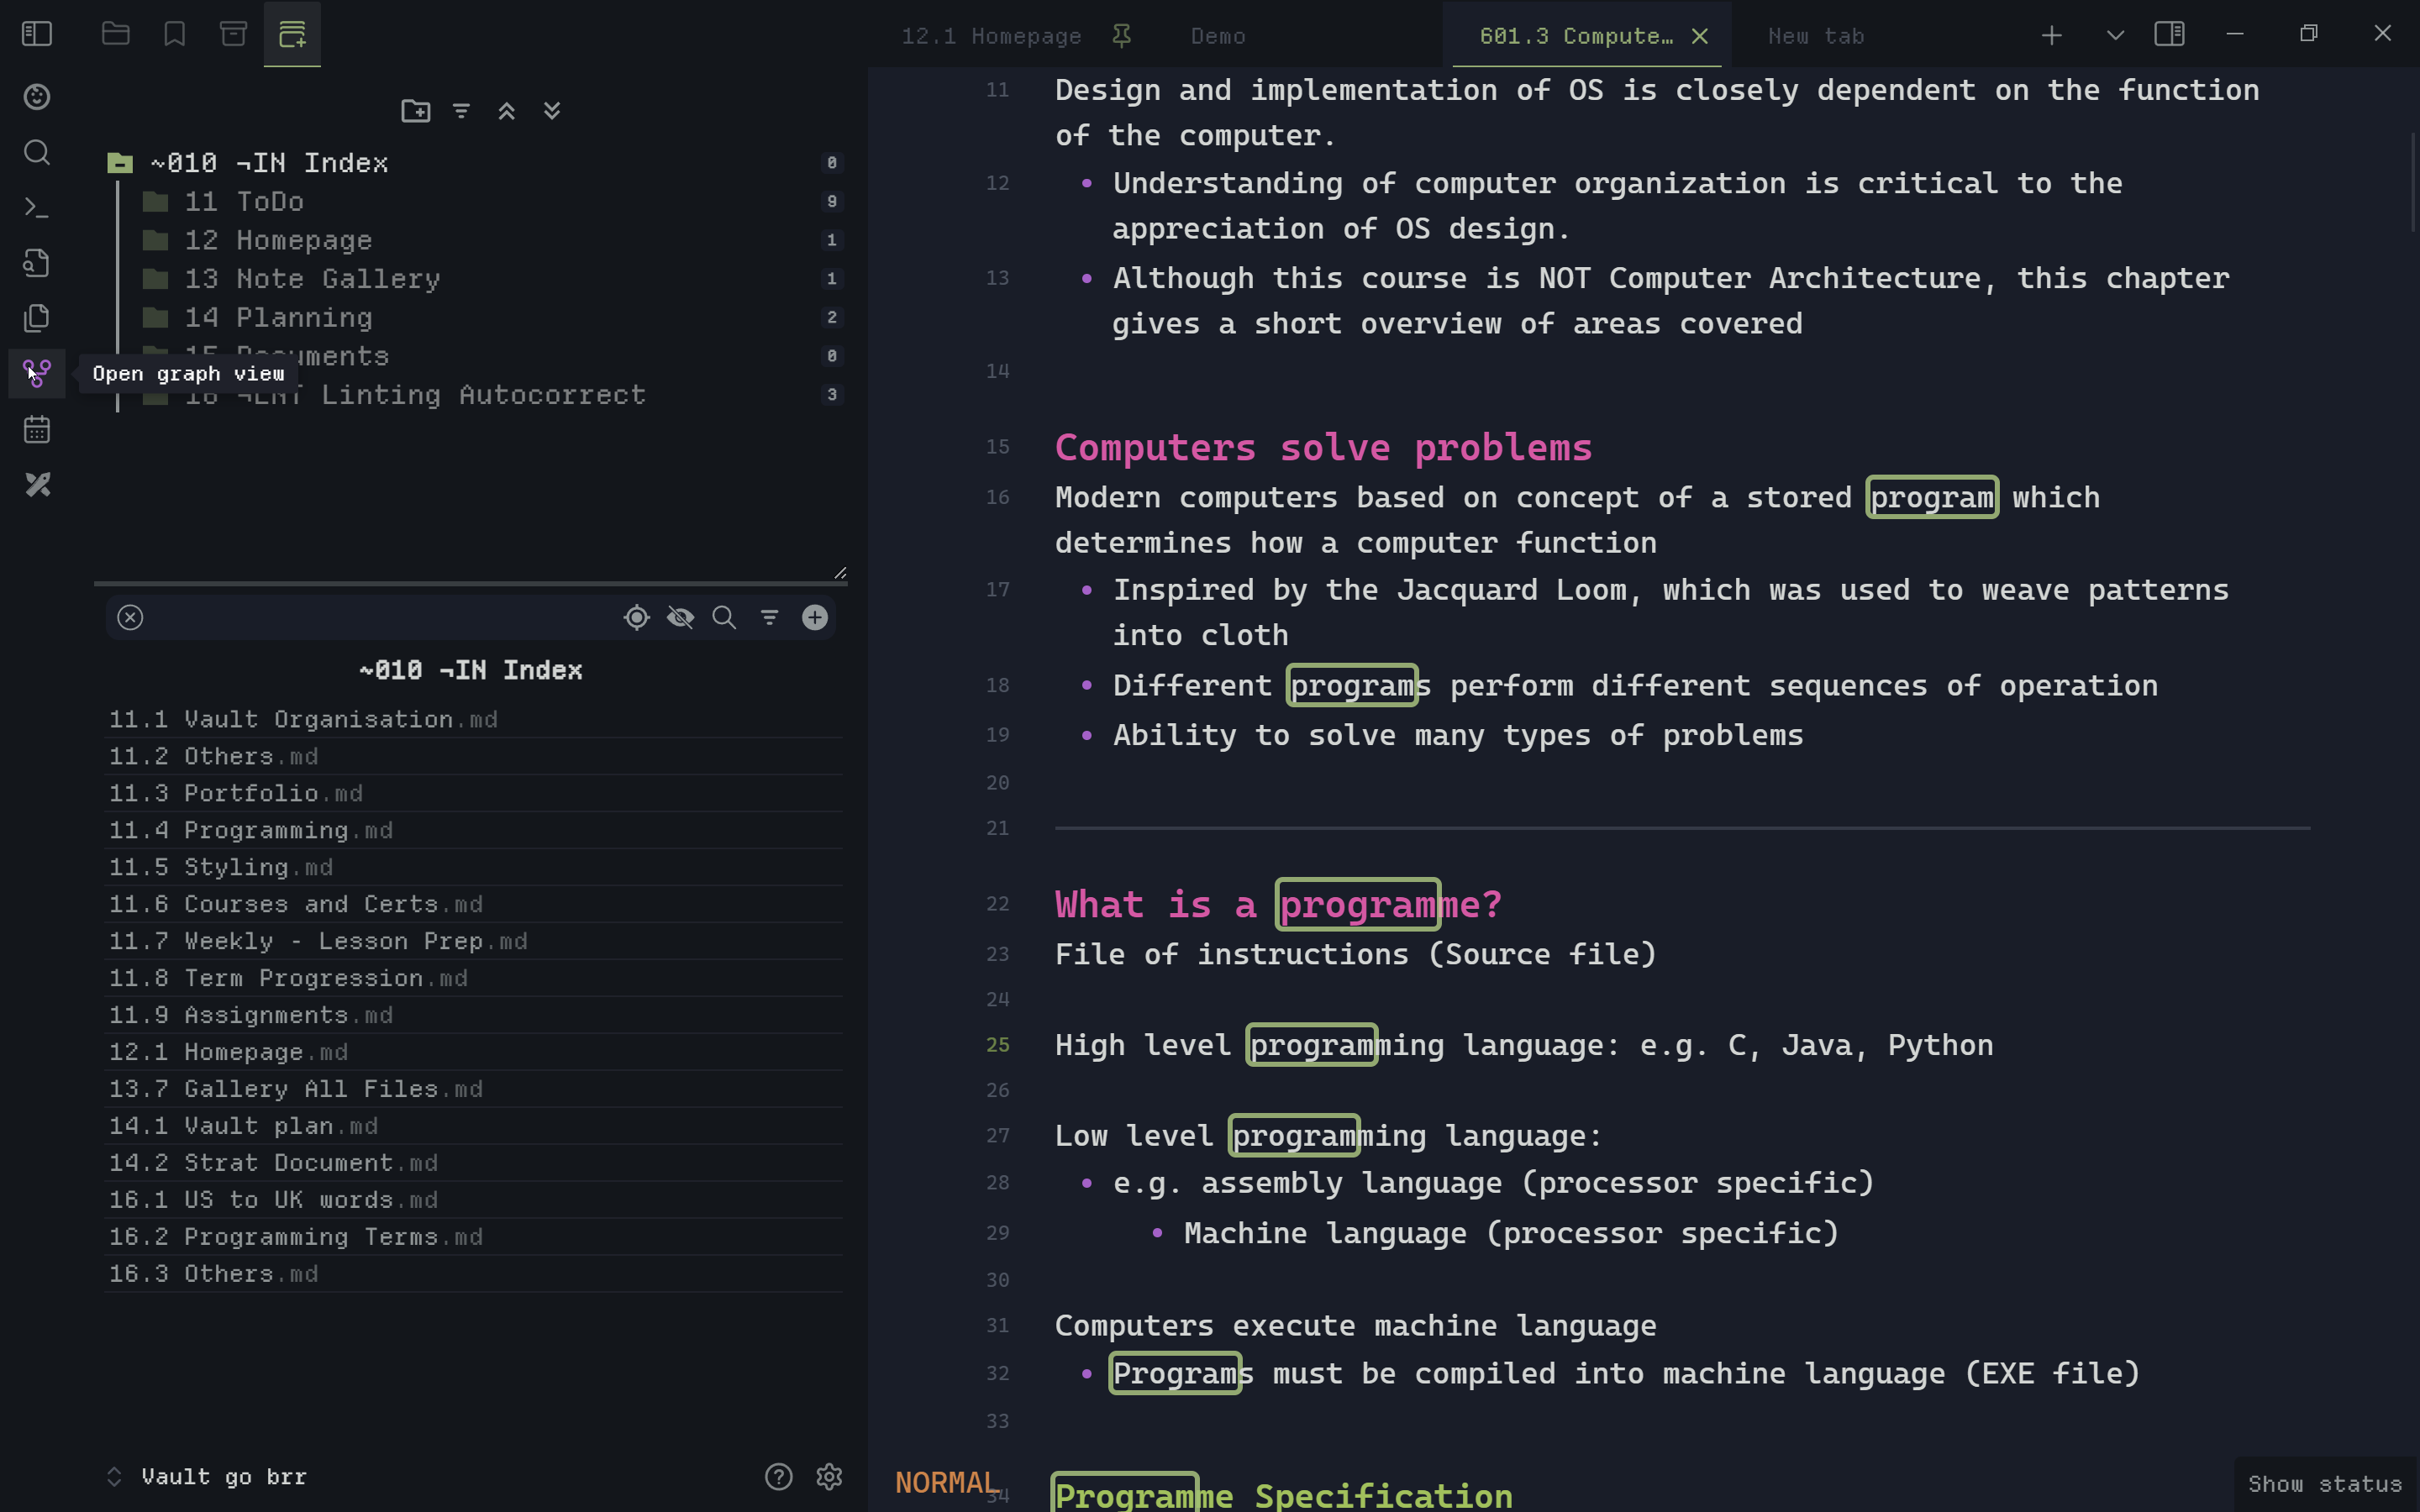 12.1 Homepage
Demo
601.3 Compute…
New tab
~010 ¬IN Index 0
11 ToDo 9
12 Homepage 1
13 Note Gallery 1
14 Planning 2
15 Documents 0
Open graph view
16 ¬LNT Linting Autocorrect 3
~010 ¬IN Index
11.1 Vault Organisation.md
11.2 Others.md
11.3 Portfolio.md
11.4 Programming.md
11.5 Styling.md
11.6 Courses and Certs.md
11.7 Weekly - Lesson Prep.md
11.8 Term Progression.md
11.9 Assignments.md
12.1 Homepage.md
13.7 Gallery All Files.md
14.1 Vault plan.md
14.2 Strat Document.md
16.1 US to UK words.md
16.2 Programming Terms.md
16.3 Others.md
Vault go brr
11 Design and implementation of OS is closely dependent on the function
of the computer.
12 • Understanding of computer organization is critical to the
appreciation of OS design.
13 • Although this course is NOT Computer Architecture, this chapter
gives a short overview of areas covered
14
15 Computers solve problems
16 Modern computers based on concept of a stored program which
determines how a computer function
17 • Inspired by the Jacquard Loom, which was used to weave patterns
into cloth
18 • Different programs perform different sequences of operation
19 • Ability to solve many types of problems
20
21
22 What is a programme?
23 File of instructions (Source file)
24
25 High level programming language: e.g. C, Java, Python
26
27 Low level programming language:
28 • e.g. assembly language (processor specific)
29 • Machine language (processor specific)
30
31 Computers execute machine language
32 • Programs must be compiled into machine language (EXE file)
33
34 Programme Specification
NORMAL
Show status